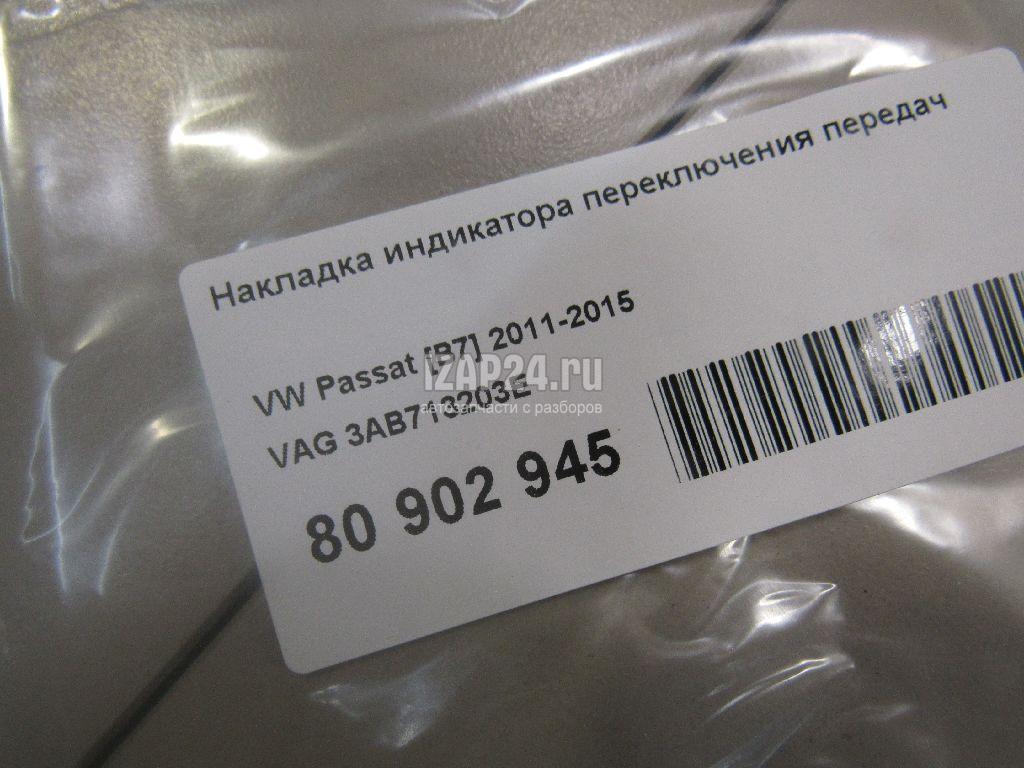 Накладка индикатора переключения передач
VW Passat [B7] 2011-2015
VAG 3AB713203E
80 902 945
IZAP24.ru
автозапчасти с разборов